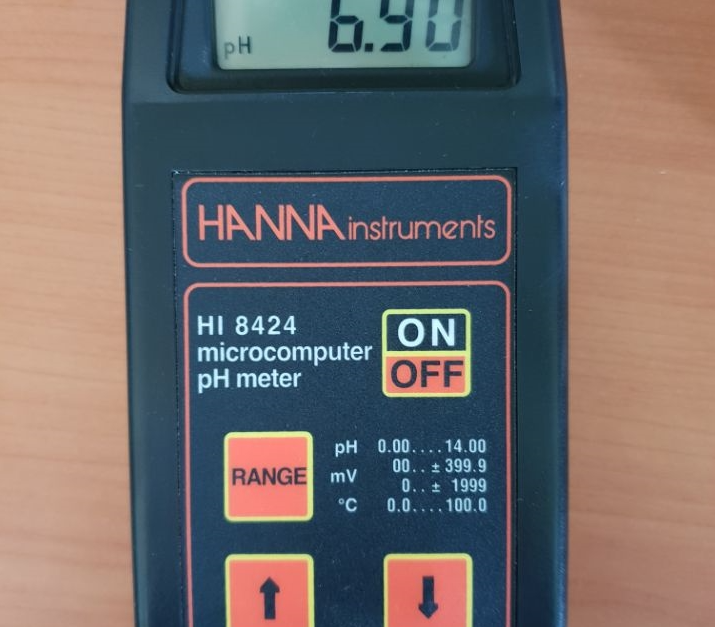 pH 6.90
HANNA instruments
HI 8424
microcomputer
pH meter
ON
OFF
RANGE
pH 0.00....14.00
mV 00..±399.9
0..± 1999
°C 0.0....100.0